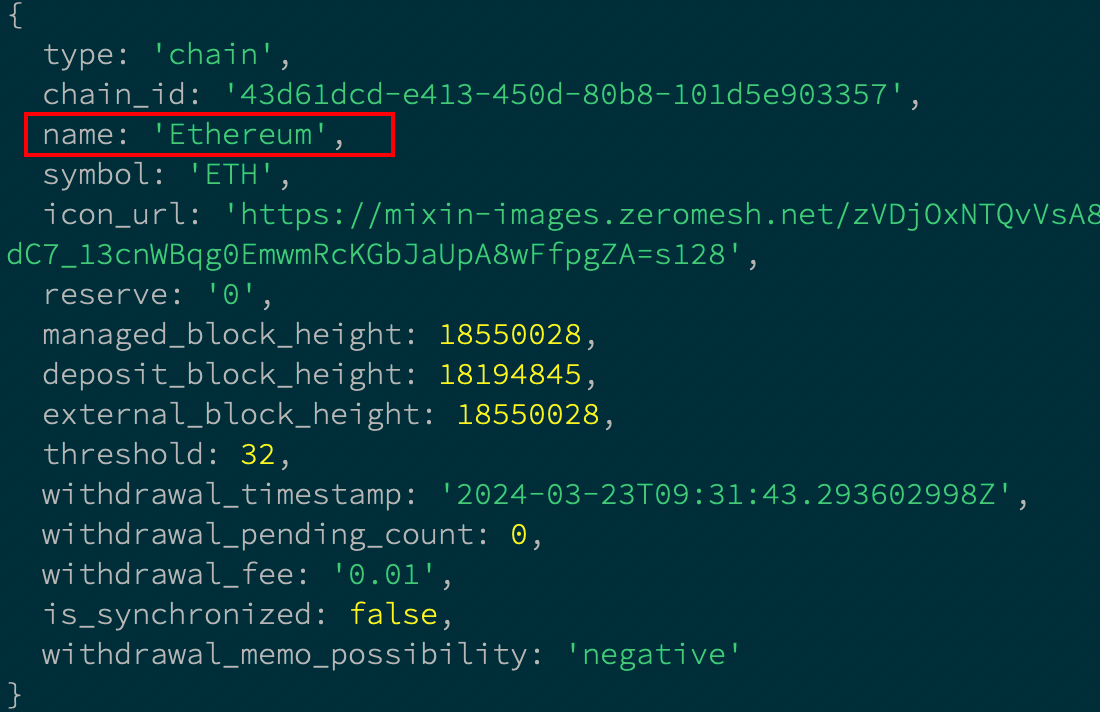 {
type: 'chain',
chain_id: '43d61dcd-e413-450d-80b8-101d5e903357',
name: 'Ethereum',
symbol: 'ETH',
icon_url: 'https://mixin-images.zeromesh.net/zVDjOxNTQvVsA8
dC7_13cnWBqg0EmwmRcKGbJaUpA8wFfpgZA=s128',
reserve: '0',
managed_block_height: 18550028,
deposit_block_height: 18194845,
external_block_height: 18550028,
threshold: 32,
withdrawal_timestamp: '2024-03-23T09:31:43.293602998Z',
withdrawal_pending_count: 0,
withdrawal_fee: '0.01',
is_synchronized: false,
withdrawal_memo_possibility: 'negative'
}